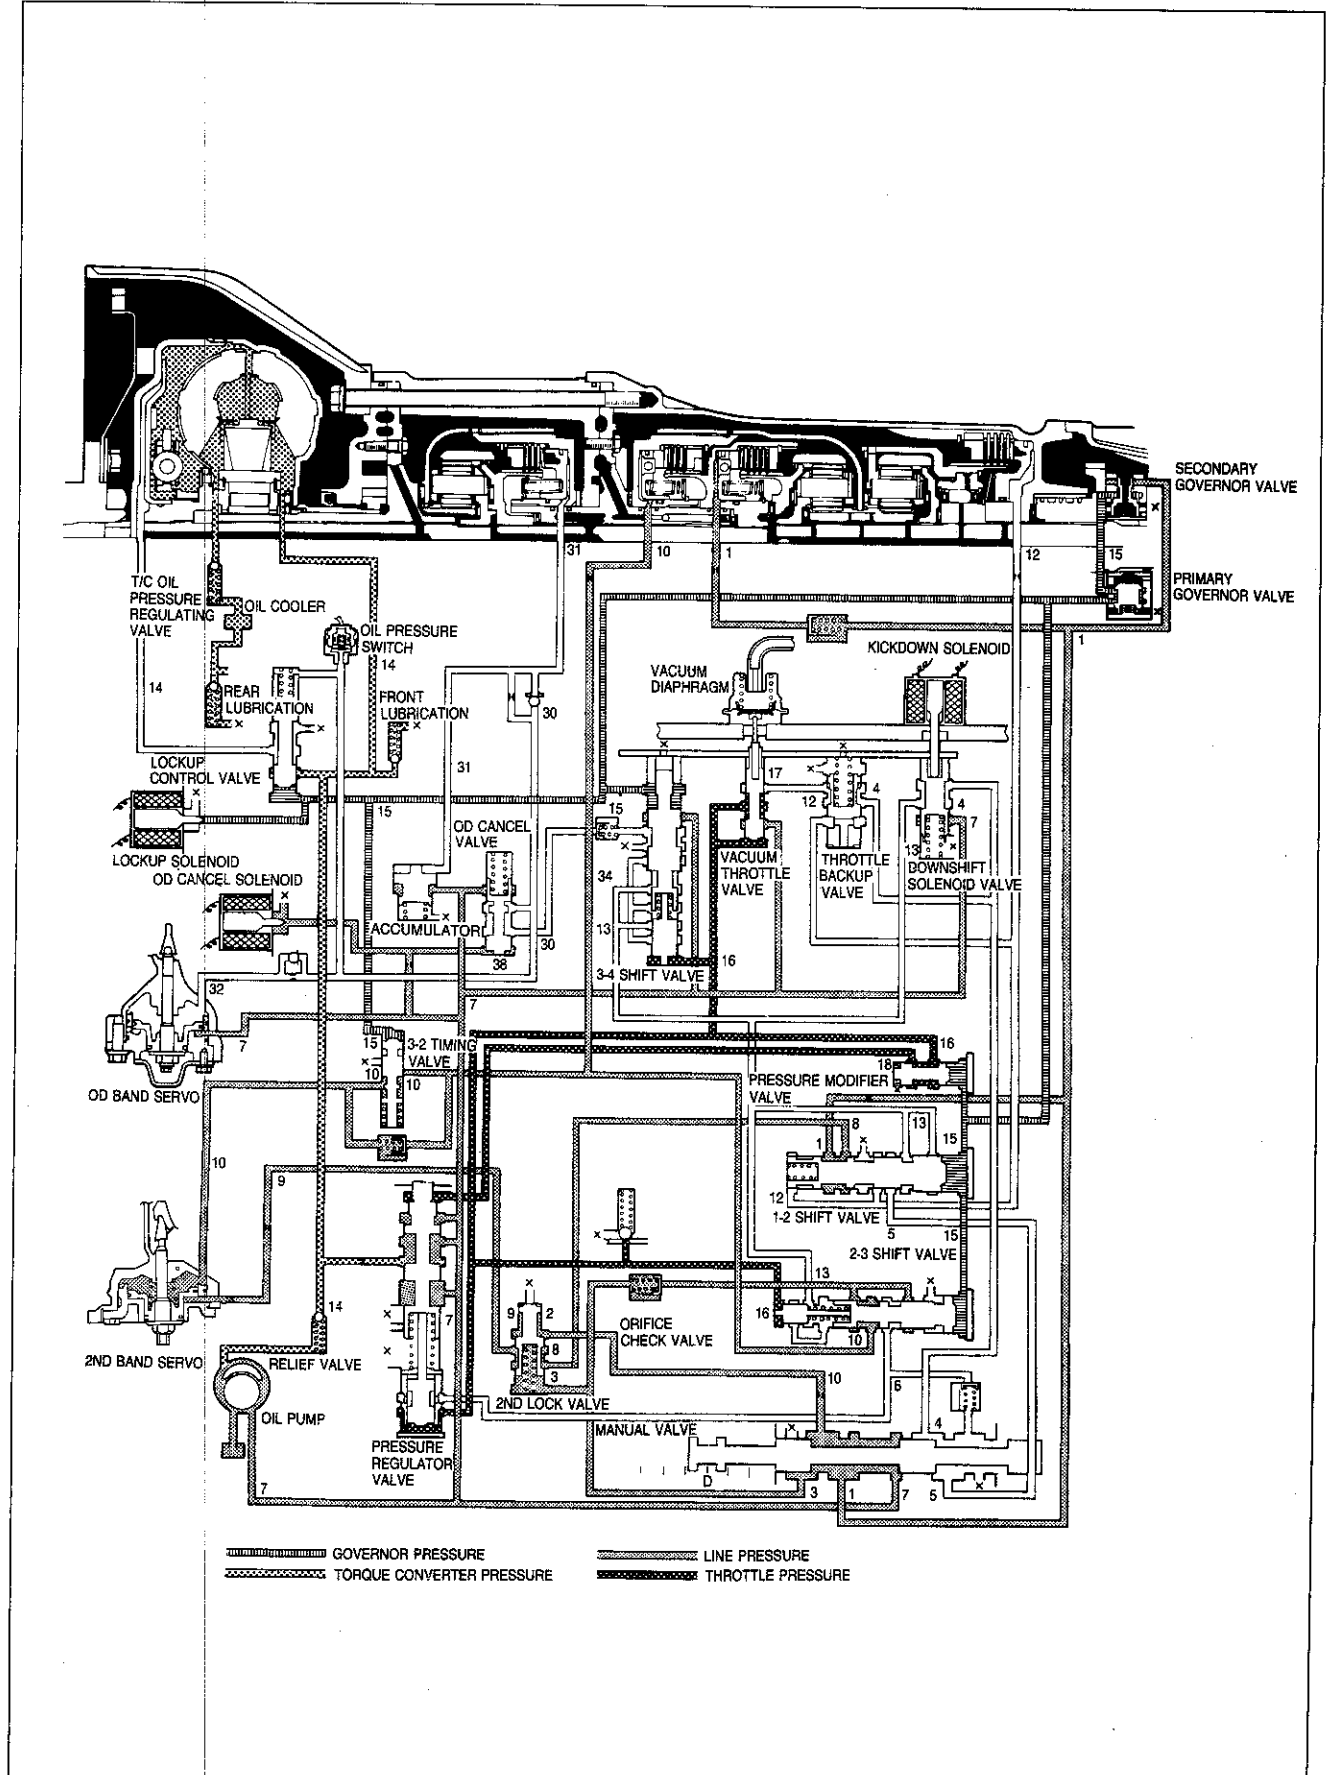 SECONDARY
GOVERNOR VALVE
31
10
1
12
15
T/C OIL
PRESSURE
REGULATING
VALVE
OIL COOLER
PRIMARY
GOVERNOR VALVE
OIL PRESSURE
SWITCH
14
1
KICKDOWN SOLENOID
VACUUM
DIAPHRAGM
14
REAR
LUBRICATION
FRONT
LUBRICATION
30
LOCKUP
CONTROL VALVE
31
17
4
12
15
15
4
7
13
OD CANCEL
VALVE
LOCKUP SOLENOID
OD CANCEL SOLENOID
VACUUM
THROTTLE
VALVE
THROTTLE
BACKUP
VALVE
DOWNSHIFT
SOLENOID VALVE
34
ACCUMULATOR
30
13
38
3-4 SHIFT VALVE
16
32
7
7
15
3-2 TIMING
VALVE
10
10
16
18
PRESSURE MODIFIER
VALVE
OD BAND SERVO
1
8
13
15
10
9
12
1-2 SHIFT VALVE
5
15
2-3 SHIFT VALVE
13
14
7
9
2
16
10
ORIFICE
CHECK VALVE
8
3
2ND BAND SERVO
RELIEF VALVE
10
6
2ND LOCK VALVE
OIL PUMP
MANUAL VALVE
4
PRESSURE
REGULATOR
VALVE
D
7
3
1
7
5
GOVERNOR PRESSURE
LINE PRESSURE
TORQUE CONVERTER PRESSURE
THROTTLE PRESSURE